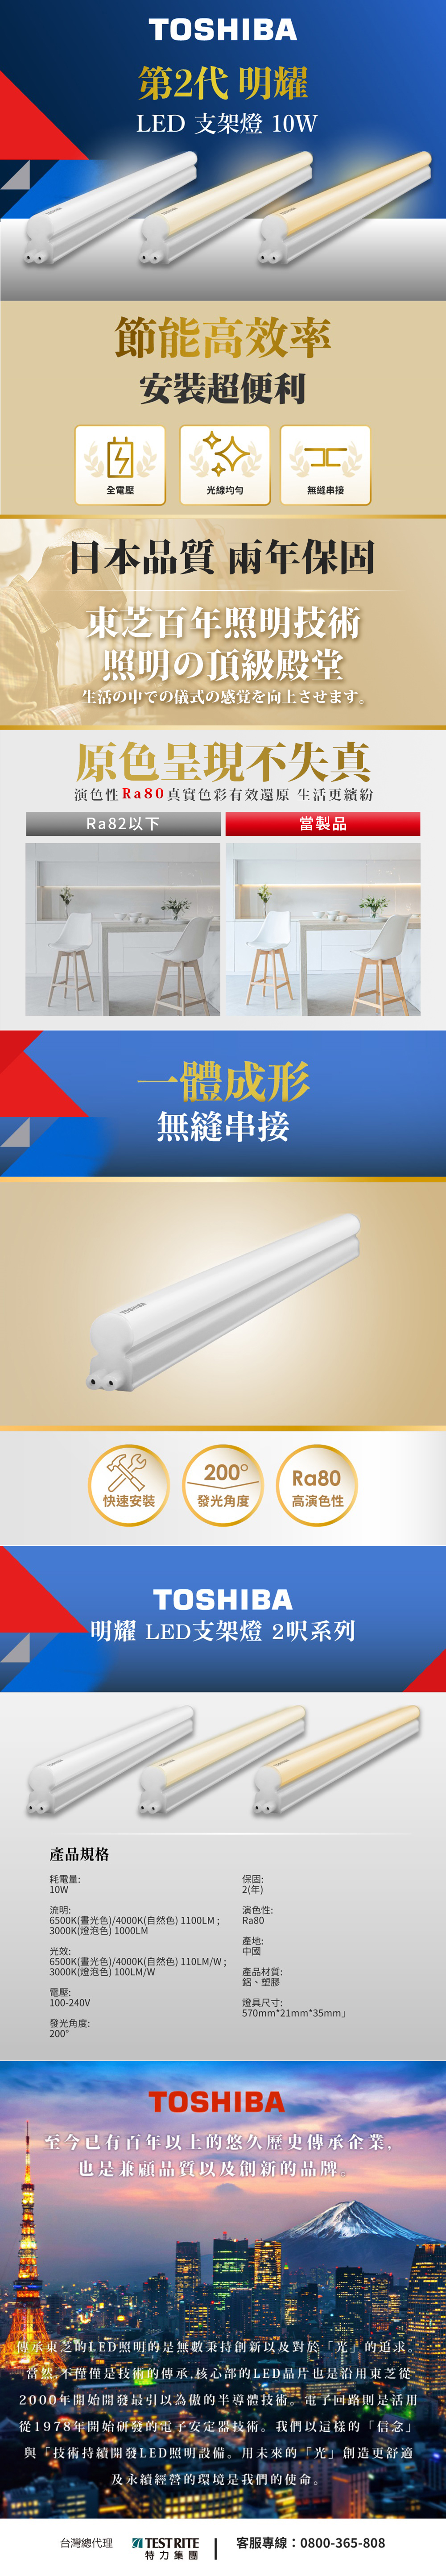 TOSHIBA
第2代 明耀
LED 支架燈 10W
節能高效率
安裝超便利
全電壓
光線均勻
無縫串接
日本品質 兩年保固
東芝百年照明技術
照明の頂級殿堂
生活の中での儀式の感覚を向上させます。
原色呈現不失真
演色性Ra80真實色彩有效還原 生活更繽紛
Ra82以下
當製品
一體成形
無縫串接
TOSHIBA
快速安裝
200°
發光角度
Ra80
高演色性
TOSHIBA
明耀 LED支架燈 2呎系列
產品規格
耗電量:
10W
流明:
6500K(晝光色)/4000K(自然色) 1100LM ;
3000K(燈泡色) 1000LM
光效:
6500K(晝光色)/4000K(自然色) 110LM/W ;
3000K(燈泡色) 100LM/W
電壓:
100-240V
發光角度:
200°
保固:
2(年)
演色性:
Ra80
產地:
中國
產品材質:
鋁、塑膠
燈具尺寸:
570mm*21mm*35mm」
TOSHIBA
至今已有百年以上的悠久歷史傳承企業,
也是兼顧品質以及創新的品牌。
傳承東芝的LED照明的是無數秉持創新以及對於「光」的追求。
當然,不僅僅是技術的傳承,核心部的LED晶片也是沿用東芝從
2000年開始開發最引以為傲的半導體技術。電子回路則是活用
從1978年開始研發的電子安定器技術。我們以這樣的「信念」
與「技術持續開發LED照明設備。用未來的「光」創造更舒適
及永續經營的環境是我們的使命。
台灣總代理
TEST RITE
特力集團
客服專線：0800-365-808